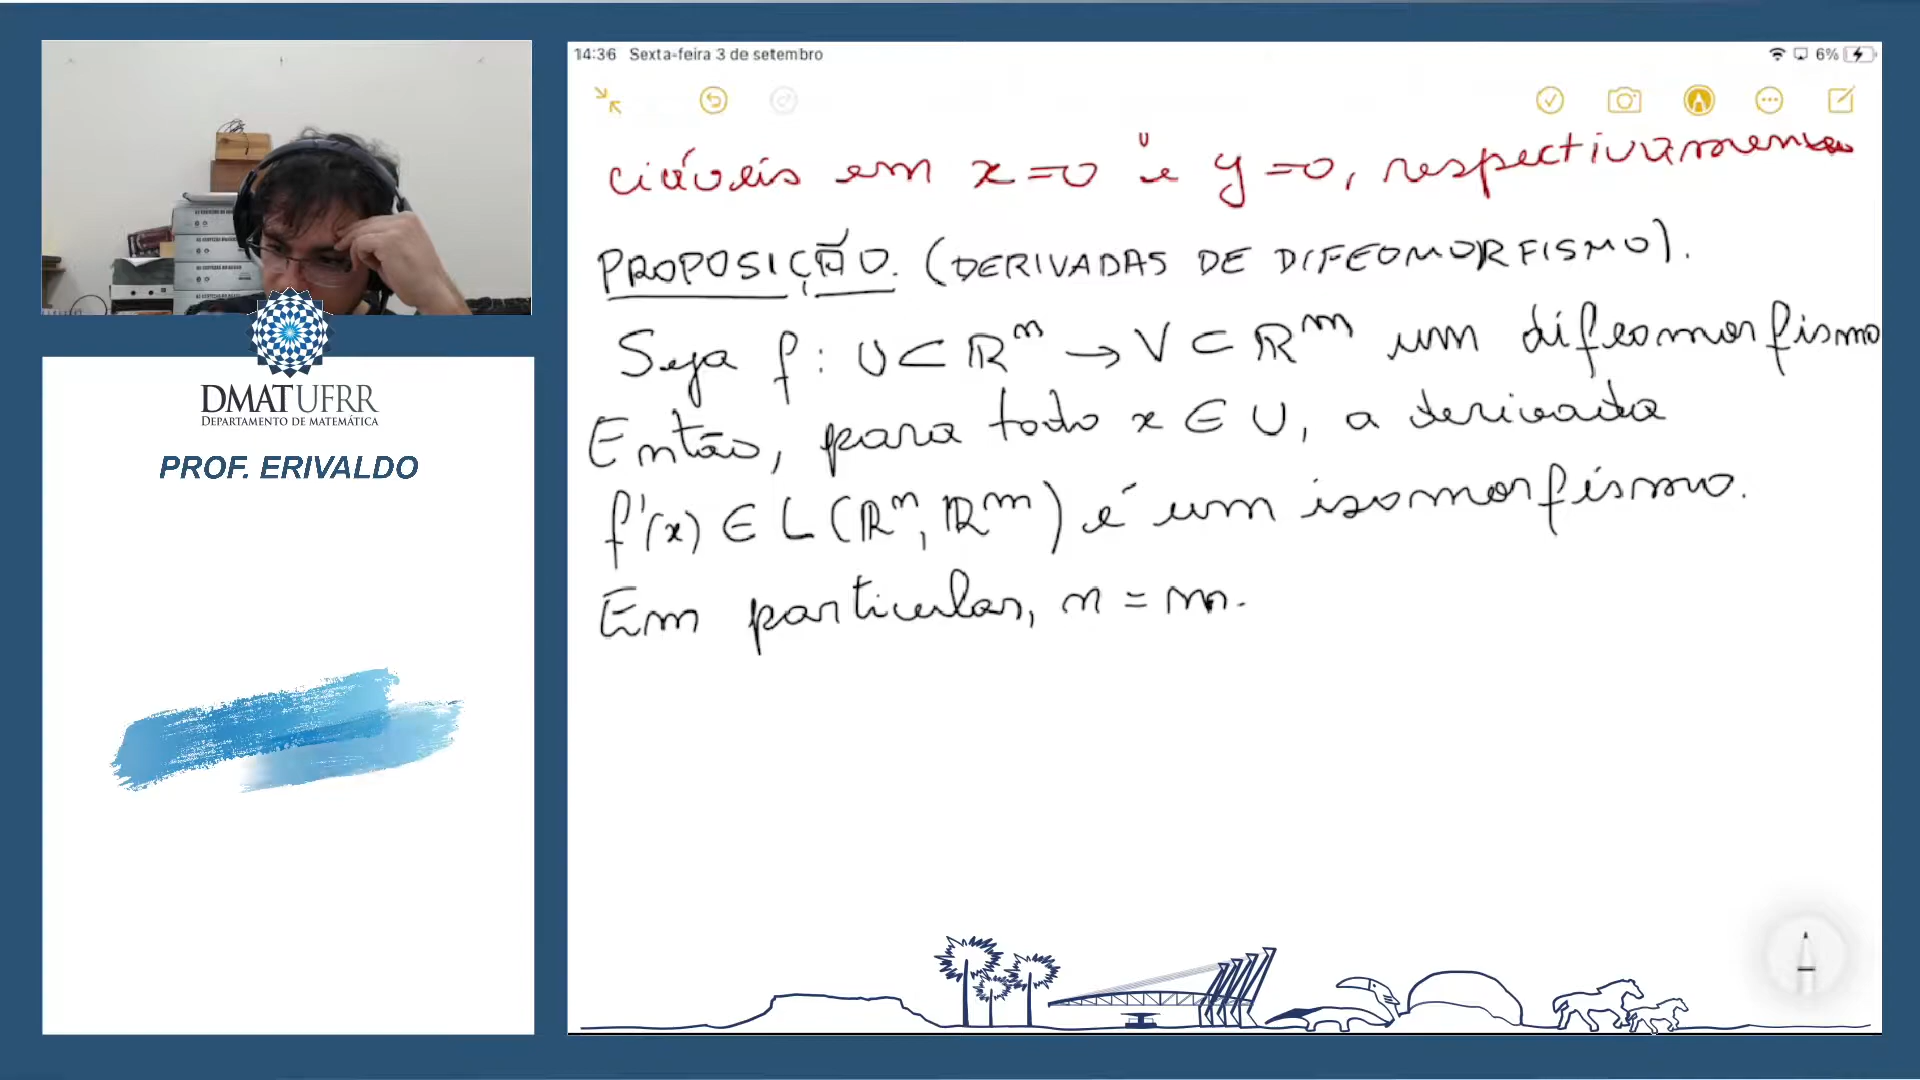 14:36 Sexta-feira 3 de setembro
6%
ciáveis em x=0 e y=0, respectivamente
PROPOSIÇÃO. (DERIVADAS DE DIFEOMORFISMO).
Seja f: U⊂ℝⁿ → V⊂ℝᵐ um difeomorfismo
Então, para todo x ∈ U, a derivada
f'(x) ∈ L(ℝⁿ, ℝᵐ) é um isomorfismo.
Em particular, n = m.
DMATUFRR
DEPARTAMENTO DE MATEMÁTICA
PROF. ERIVALDO